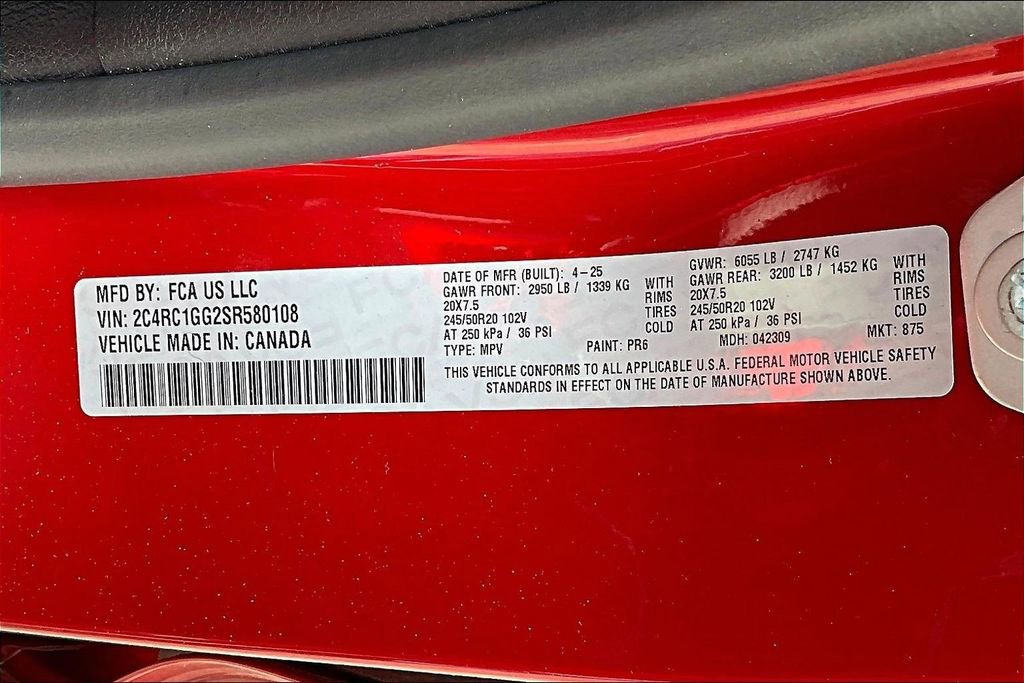 MFD BY: FCA US LLC
VIN: 2C4RC1GG2SR580108
VEHICLE MADE IN: CANADA
DATE OF MFR (BUILT): 4-25
GAWR FRONT: 2950 LB / 1339 KG WITH
20X7.5 RIMS
245/50R20 102V TIRES
AT 250 kPa / 36 PSI COLD
TYPE: MPV PAINT: PR6
GVWR: 6055 LB / 2747 KG
GAWR REAR: 3200 LB / 1452 KG WITH
20X7.5 RIMS
245/50R20 102V TIRES
AT 250 kPa / 36 PSI COLD
MDH: 042309 MKT: 875
THIS VEHICLE CONFORMS TO ALL APPLICABLE U.S.A. FEDERAL MOTOR VEHICLE SAFETY
STANDARDS IN EFFECT ON THE DATE OF MANUFACTURE SHOWN ABOVE.